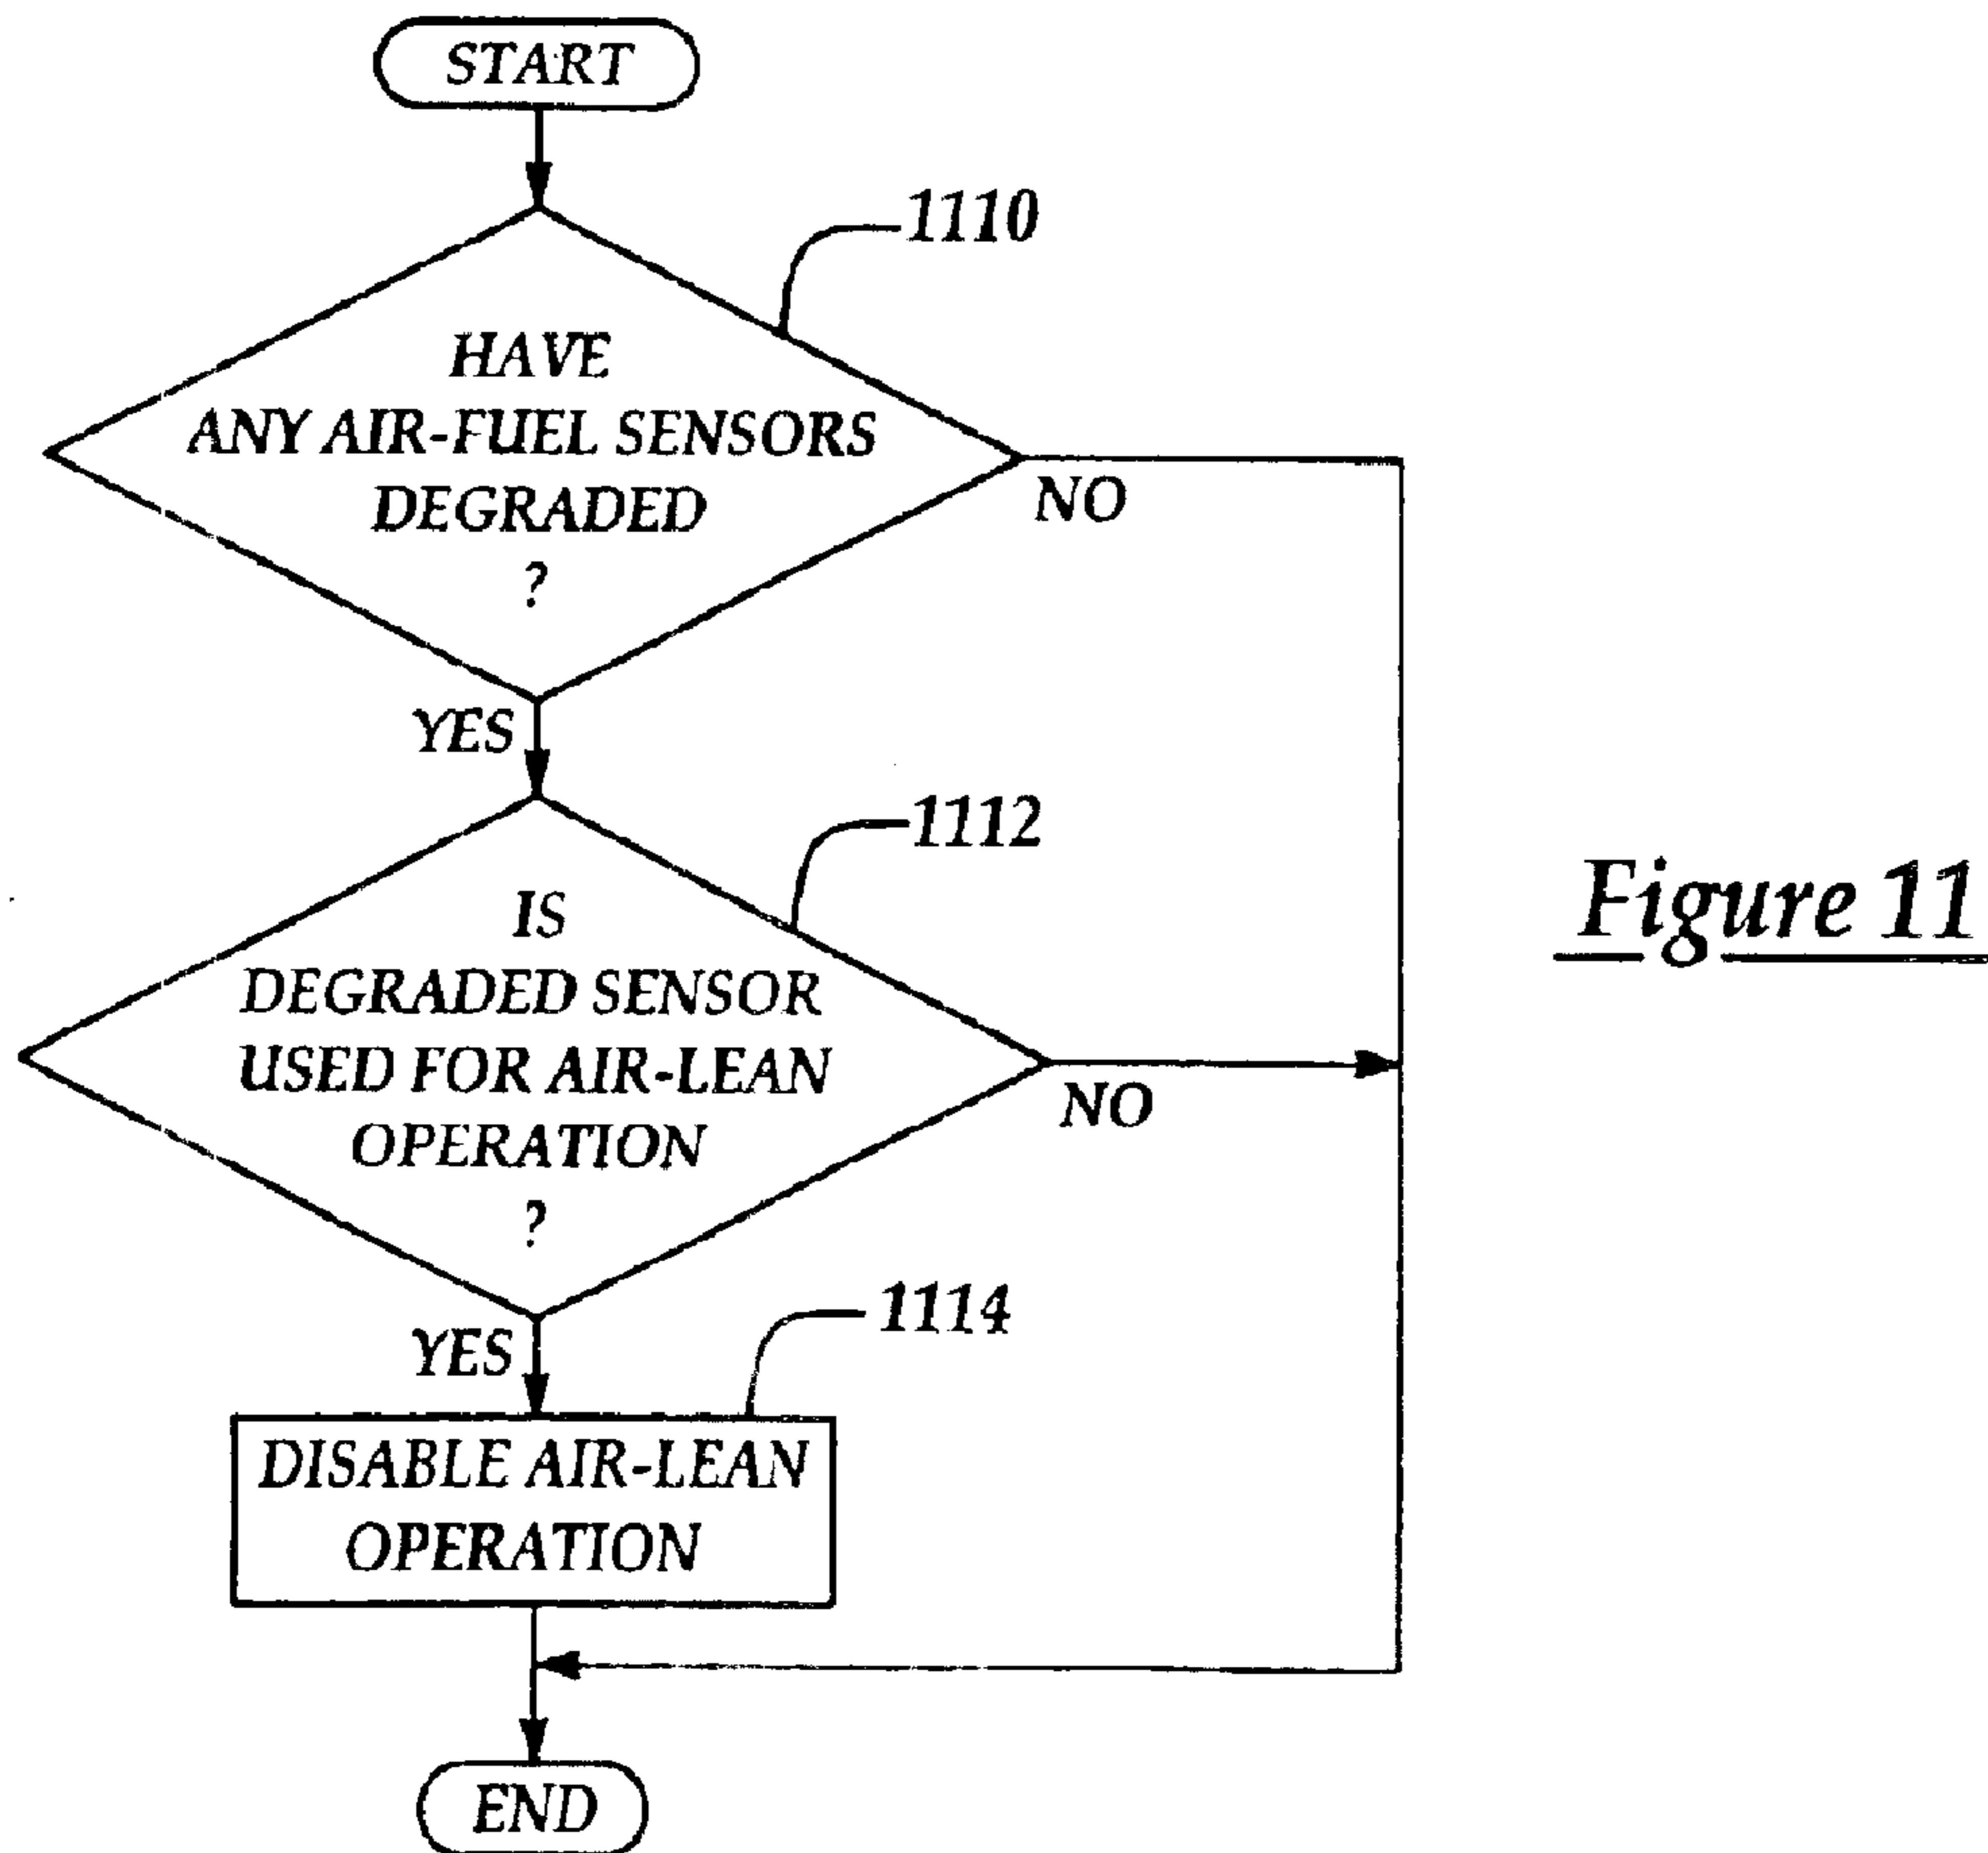 START
1110
HAVE
ANY AIR-FUEL SENSORS
DEGRADED
?
NO
YES
1112
IS
DEGRADED SENSOR
USED FOR AIR-LEAN
OPERATION
?
NO
YES
1114
DISABLE AIR-LEAN
OPERATION
END
Figure 11